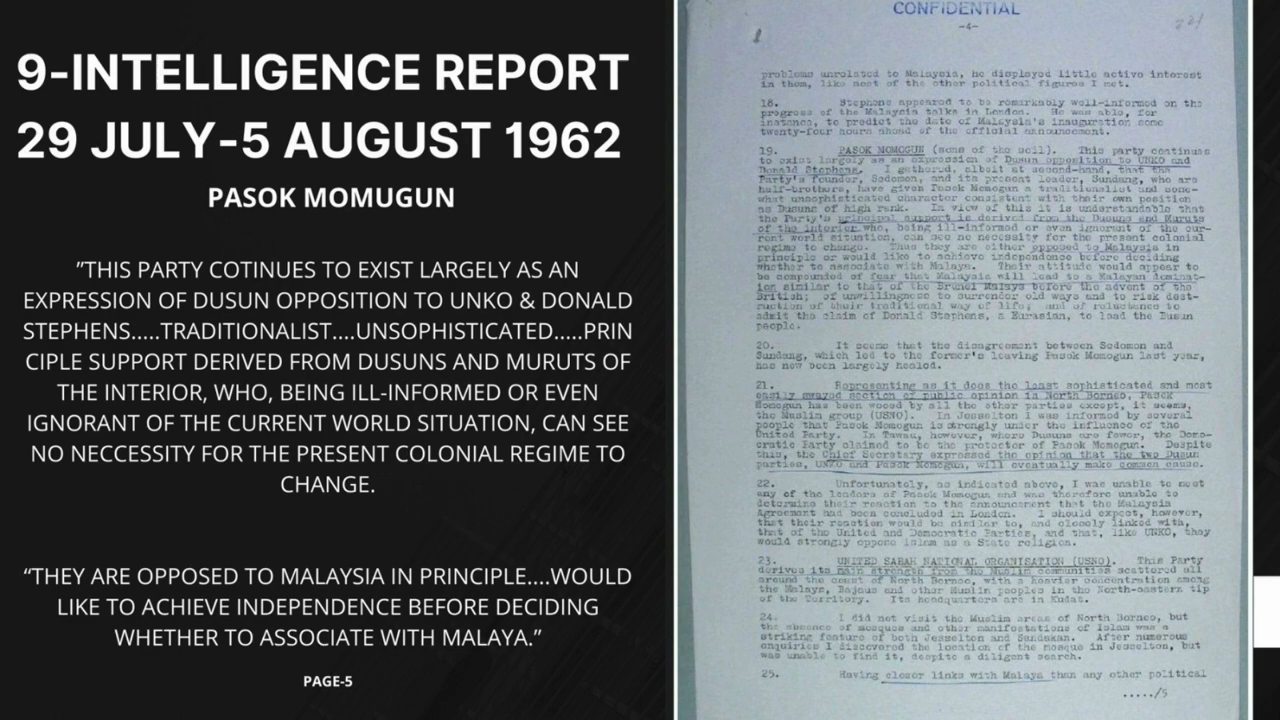 9-INTELLIGENCE REPORT
29 JULY-5 AUGUST 1962
PASOK MOMUGUN
”THIS PARTY COTINUES TO EXIST LARGELY AS AN
EXPRESSION OF DUSUN OPPOSITION TO UNKO & DONALD
STEPHENS.....TRADITIONALIST....UNSOPHISTICATED.....PRIN
CIPLE SUPPORT DERIVED FROM DUSUNS AND MURUTS OF
THE INTERIOR, WHO, BEING ILL-INFORMED OR EVEN
IGNORANT OF THE CURRENT WORLD SITUATION, CAN SEE
NO NECCESSITY FOR THE PRESENT COLONIAL REGIME TO
CHANGE.
“THEY ARE OPPOSED TO MALAYSIA IN PRINCIPLE....WOULD
LIKE TO ACHIEVE INDEPENDENCE BEFORE DECIDING
WHETHER TO ASSOCIATE WITH MALAYA.”
PAGE-5
CONFIDENTIAL
-4-
problems unrelated to Malaysia, he displayed little active interest
in them, like most of the other political figures I met.
18. Stephens appeared to be remarkably well-informed on the
progress of the Malaysia talks in London. He was able, for
instance, to predict the date of Malaysia's inauguration some
twenty-four hours ahead of the official announcement.
19. PASOK MOMOGUN (sons of the soil). This party continues
to exist largely as an expression of Dusun opposition to UNKO and
Donald Stephens. I gathered, albeit at second-hand, that the
Party's founder, Sedomon, and its present leader, Sundang, who are
half-brothers, have given Pasok Momogun a traditionalist and some-
what unsophisticated character consistent with their own position
as Dusuns of high rank. In view of this it is understandable that
the Party's principal support is derived from the Dusuns and Muruts
of the interior who, being ill-informed or even ignorant of the cur-
rent world situation, can see no necessity for the present colonial
regime to change. Thus they are either opposed to Malaysia in
principle or would like to achieve independence before deciding
whether to associate with Malaya. Their attitude would appear to
be compounded of fear that Malaysia will lead to a Malayan dominat-
ion similar to that of the Brunei Malays before the advent of the
British; of unwillingness to surrender old ways and to risk dest-
ruction of their traditional way of life; and of reluctance to
admit the claim of Donald Stephens, a Eurasian, to lead the Dusun
people.
20. It seems that the disagreement between Sedomon and
Sundang, which led to the former's leaving Pasok Momogun last year,
has now been largely healed.
21. Representing as it does the least sophisticated and most
easily swayed section of public opinion in North Borneo, Pasok
Momogun has been wooed by all the other parties except, it seems,
the Muslim group (USNO). In Jesselton I was informed by several
people that Pasok Momogun is strongly under the influence of the
United Party. In Tawau, however, where Dusuns are fewer, the Demo-
cratic Party claimed to be the protector of Pasok Momogun. Despite
this, the Chief Secretary expressed the opinion that the two Dusun
parties, UNKO and Pasok Momogun, will eventually make common cause.
22. Unfortunately, as indicated above, I was unable to meet
any of the leaders of Pasok Momogun and was therefore unable to
determine their reaction to the announcement that the Malaysia
Agreement had been concluded in London. I should expect, however,
that their reaction would be similar to, and closely linked with,
that of the United and Democratic Parties, and that, like UNKO, they
would strongly oppose Islam as a State religion.
23. UNITED SABAH NATIONAL ORGANISATION (USNO). This Party
derives its main strength from the Muslim communities scattered all
around the coast of North Borneo, with a heavier concentration among
the Malays, Bajaus and other Muslim peoples in the North-eastern tip
of the Territory. Its headquarters are in Kudat.
24. I did not visit the Muslim areas of North Borneo, but
the absence of mosques and other manifestations of Islam was a
striking feature of both Jesselton and Sandakan. After numerous
enquiries I discovered the location of the mosque in Jesselton, but
was unable to find it, despite a diligent search.
25. Having closer links with Malaya than any other political
...../5